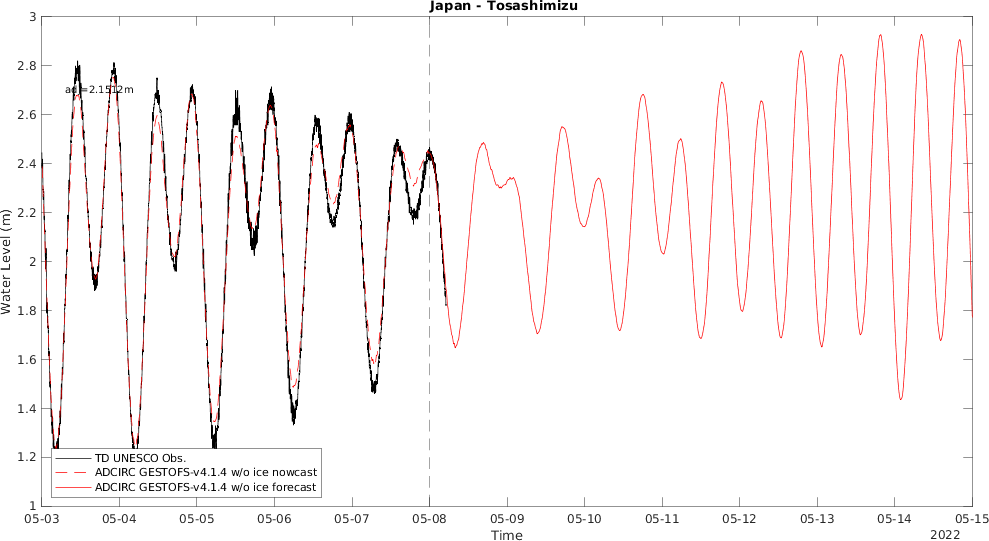 Japan - Tosashimizu
3
2.8
2.6
2.4
2.2
2
1.8
1.6
1.4
1.2
1
Water Level (m)
adj=2.1512m
TD UNESCO Obs.
ADCIRC GESTOFS-v4.1.4 w/o ice nowcast
ADCIRC GESTOFS-v4.1.4 w/o ice forecast
05-03 05-04 05-05 05-06 05-07 05-08 05-09 05-10 05-11 05-12 05-13 05-14 05-15
Time
2022